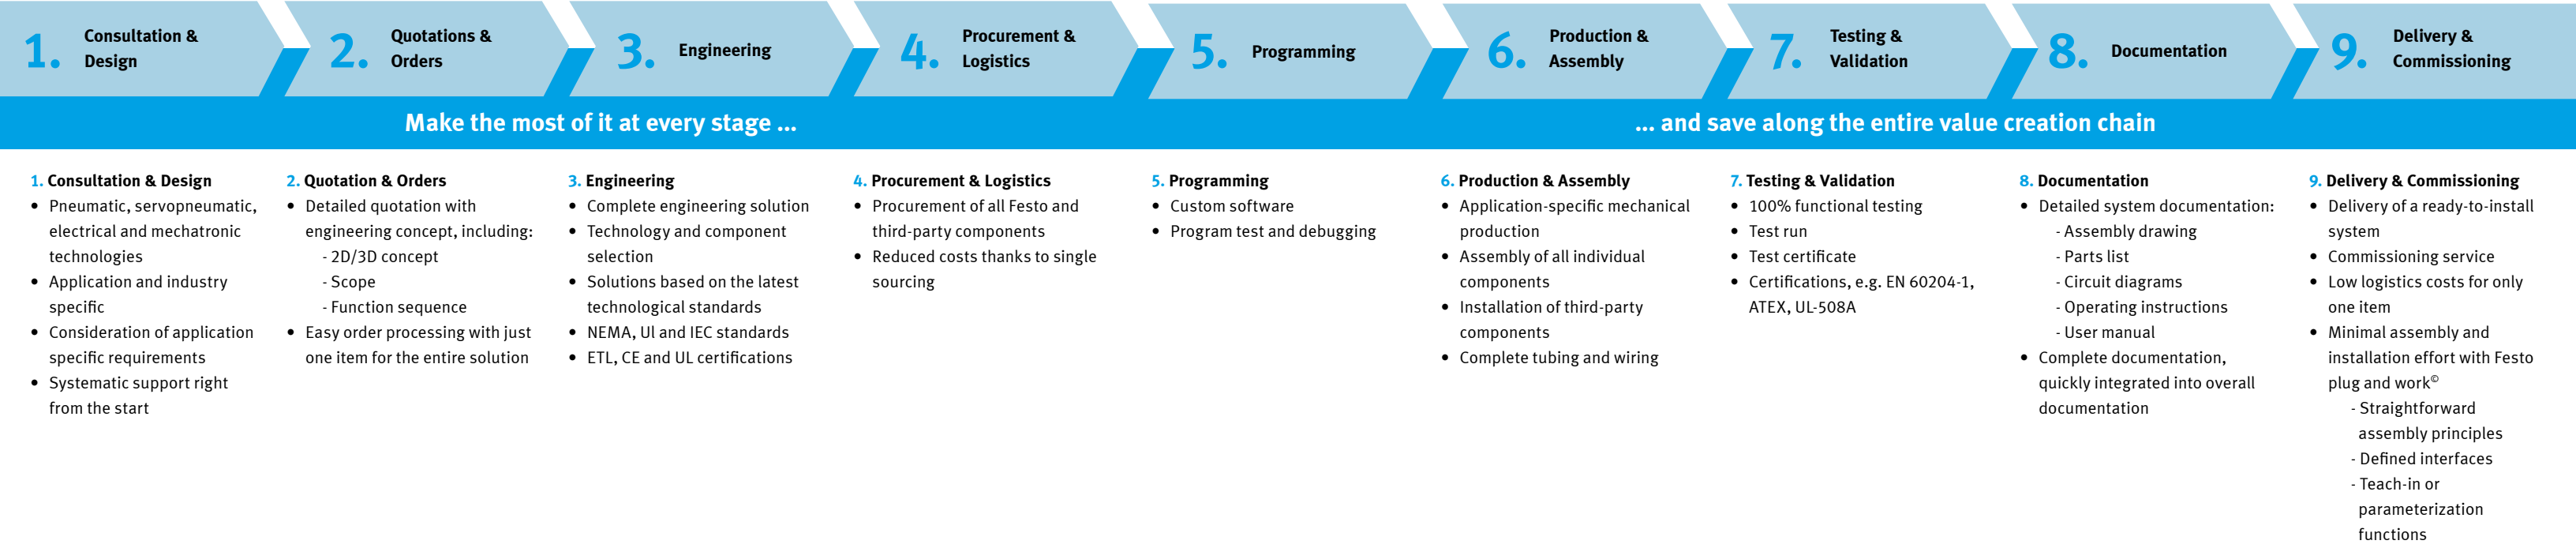 1. Consultation &
Design
2. Quotations &
Orders
3. Engineering
4. Procurement &
Logistics
5. Programming
6. Production &
Assembly
7. Testing &
Validation
8. Documentation
9. Delivery &
Commissioning
Make the most of it at every stage ...
... and save along the entire value creation chain
1. Consultation & Design
• Pneumatic, servopneumatic,
electrical and mechatronic
technologies
• Application and industry
specific
• Consideration of application
specific requirements
• Systematic support right
from the start
2. Quotation & Orders
• Detailed quotation with
engineering concept, including:
- 2D/3D concept
- Scope
- Function sequence
• Easy order processing with just
one item for the entire solution
3. Engineering
• Complete engineering solution
• Technology and component
selection
• Solutions based on the latest
technological standards
• NEMA, Ul and IEC standards
• ETL, CE and UL certifications
4. Procurement & Logistics
• Procurement of all Festo and
third-party components
• Reduced costs thanks to single
sourcing
5. Programming
• Custom software
• Program test and debugging
6. Production & Assembly
• Application-specific mechanical
production
• Assembly of all individual
components
• Installation of third-party
components
• Complete tubing and wiring
7. Testing & Validation
• 100% functional testing
• Test run
• Test certificate
• Certifications, e.g. EN 60204-1,
ATEX, UL-508A
8. Documentation
• Detailed system documentation:
- Assembly drawing
- Parts list
- Circuit diagrams
- Operating instructions
- User manual
• Complete documentation,
quickly integrated into overall
documentation
9. Delivery & Commissioning
• Delivery of a ready-to-install
system
• Commissioning service
• Low logistics costs for only
one item
• Minimal assembly and
installation effort with Festo
plug and work©
- Straightforward
assembly principles
- Defined interfaces
- Teach-in or
parameterization
functions